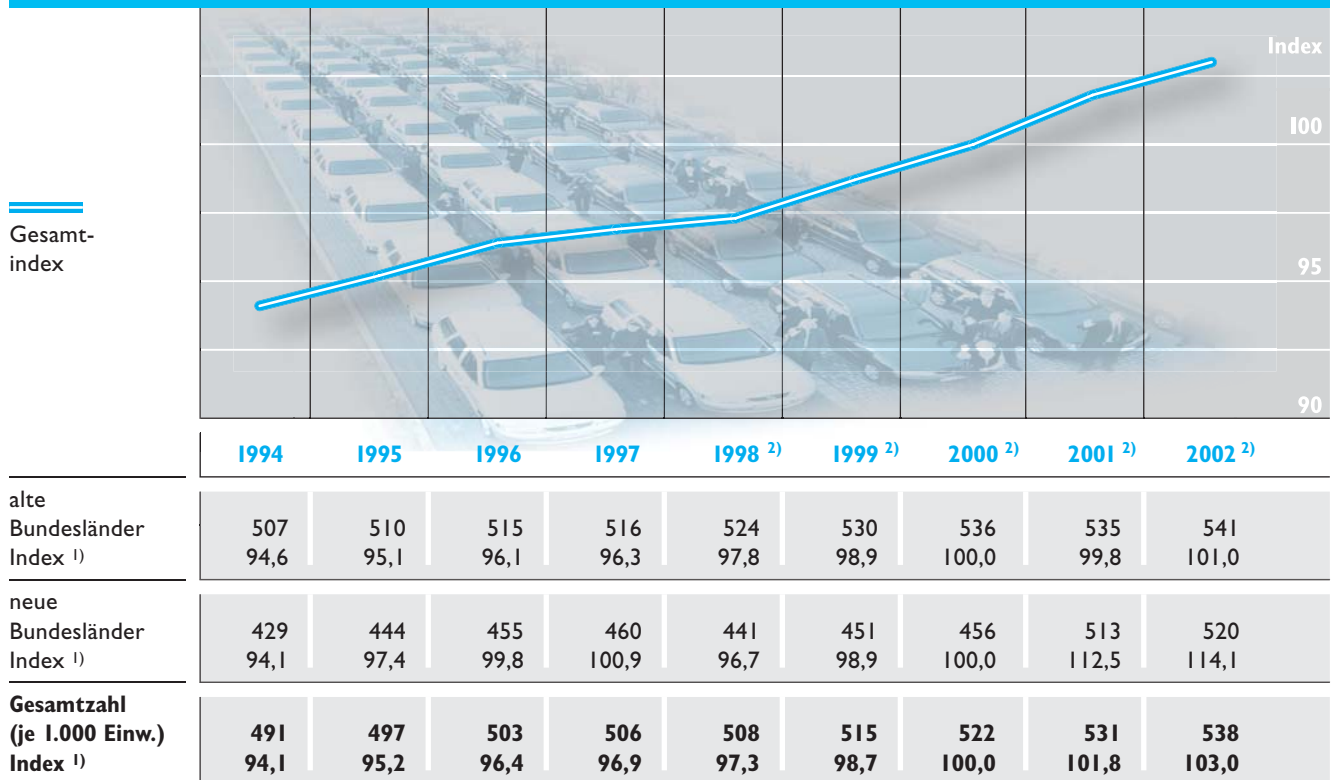 Index
100
Gesamt-
index
95
90
1994 1995 1996 1997 1998 2) 1999 2) 2000 2) 2001 2) 2002 2)
alte
Bundesländer 507 510 515 516 524 530 536 535 541
Index 1) 94,6 95,1 96,1 96,3 97,8 98,9 100,0 99,8 101,0
neue
Bundesländer 429 444 455 460 441 451 456 513 520
Index 1) 94,1 97,4 99,8 100,9 96,7 98,9 100,0 112,5 114,1
Gesamtzahl
(je 1.000 Einw.) 491 497 503 506 508 515 522 531 538
Index 1) 94,1 95,2 96,4 96,9 97,3 98,7 100,0 101,8 103,0